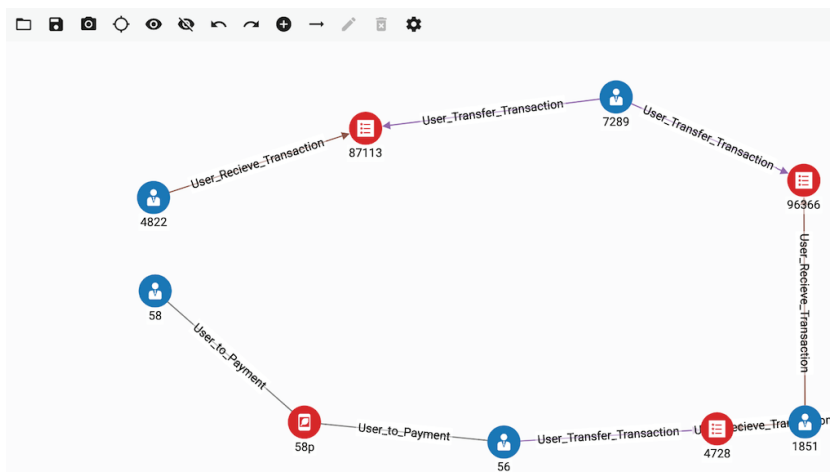 User_Transfer_Transaction
7289
User_Transfer_Transaction
87113
User_Recieve_Transaction
96366
4822
User_Recieve_Transaction
58
User_to_Payment
58p
User_to_Payment
56
User_Transfer_Transaction
4728
1851